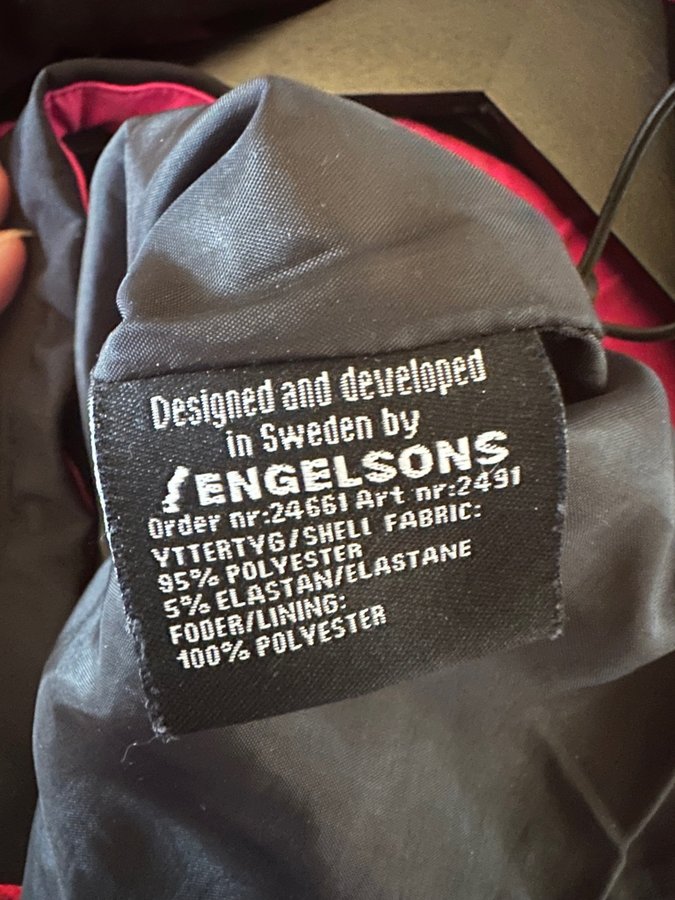 Designed and developed
in Sweden by
ENGELSONS
Order nr:24661 Art nr:2491
YTTERTYG/SHELL FABRIC:
95% POLYESTER
5% ELASTAN/ELASTANE
FODER/LINING:
100% POLYESTER